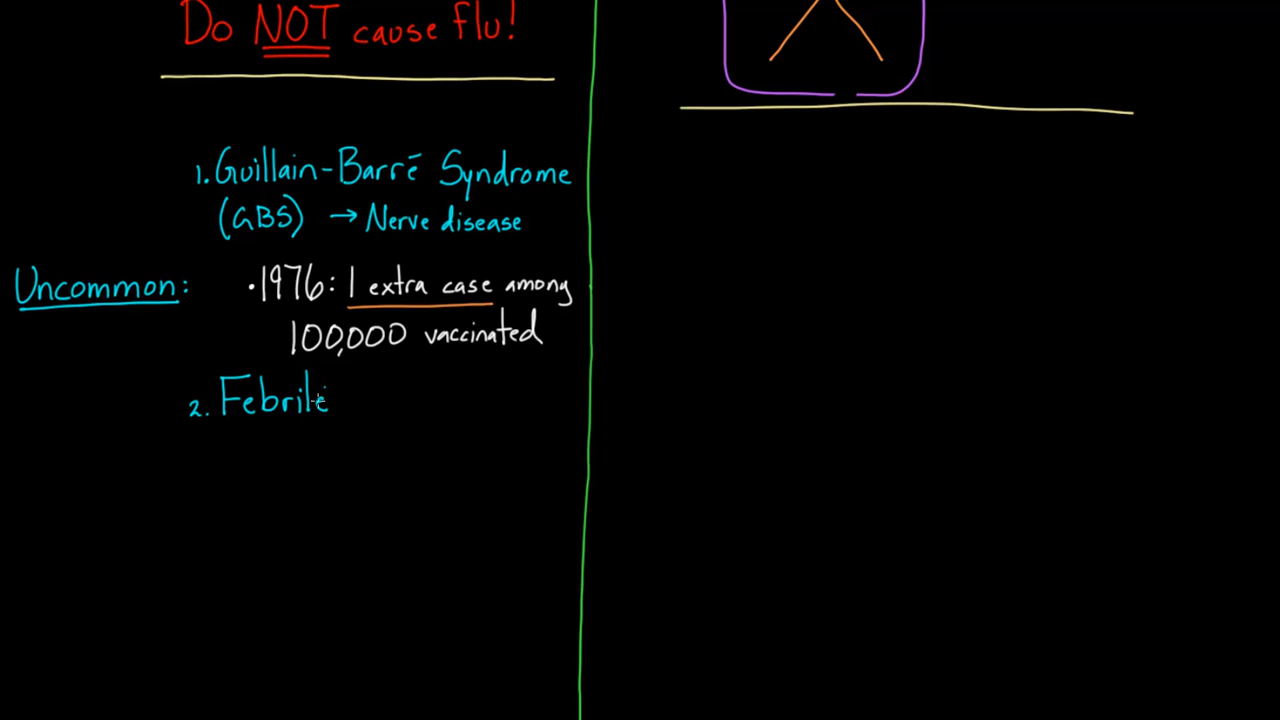 Do NOT cause flu!
1. Guillain-Barré Syndrome
(GBS) → Nerve disease
Uncommon:
• 1976: 1 extra case among
100,000 vaccinated
2. Febrile